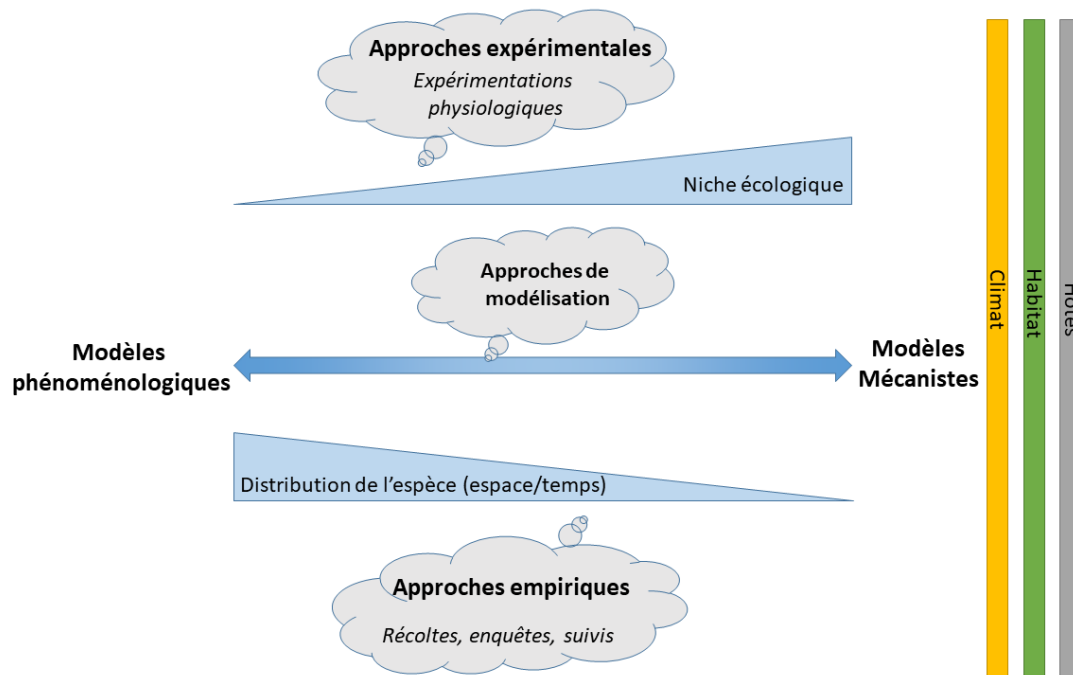 Approches expérimentales
Expérimentations
physiologiques
Niche écologique
Approches de
modélisation
Modèles
phénoménologiques
Modèles
Mécanistes
Distribution de l'espèce (espace/temps)
Approches empiriques
Récoltes, enquêtes, suivis
Climat
Habitat
Hôtes